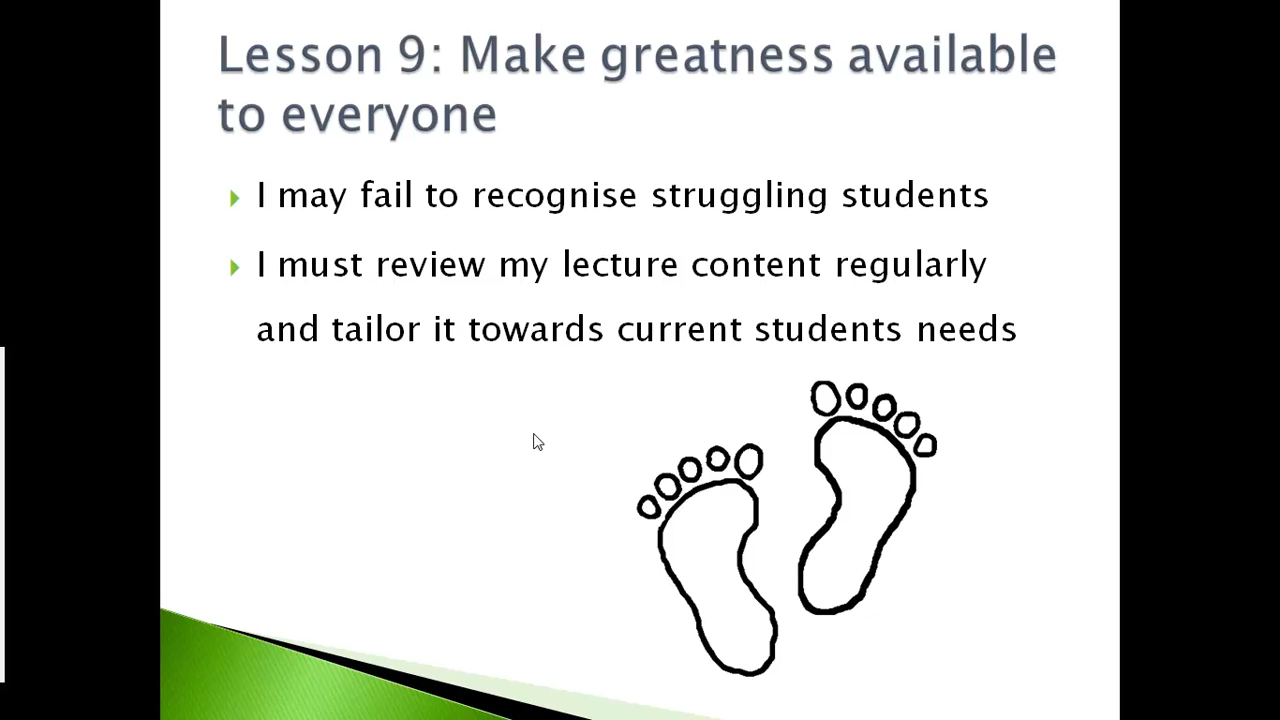 Lesson 9: Make greatness available
to everyone
I may fail to recognise struggling students
I must review my lecture content regularly
and tailor it towards current students needs